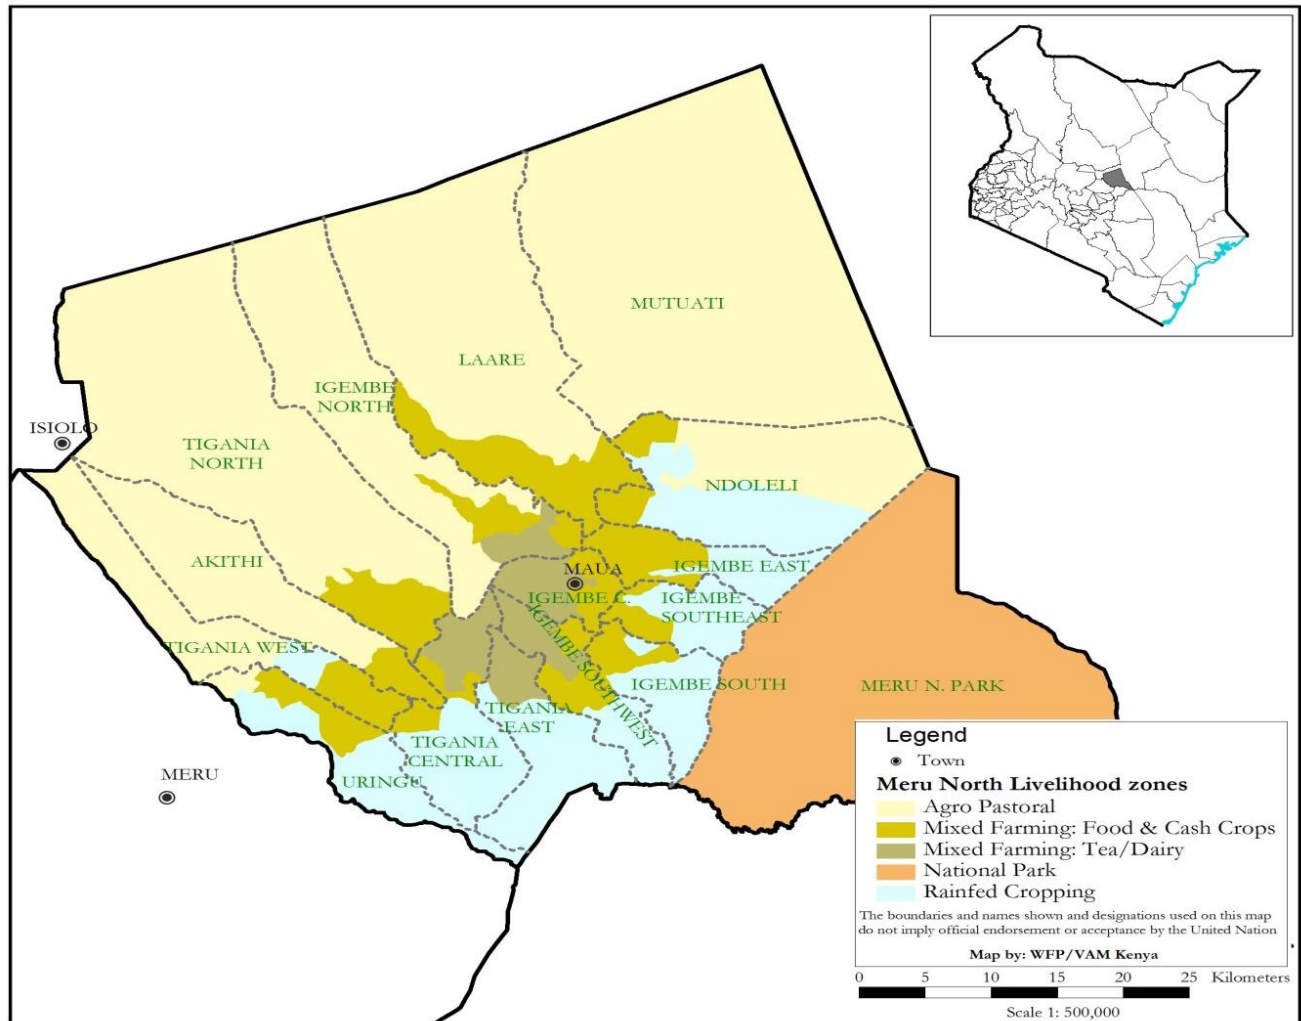 MUTUATI
LAARE
IGEMBE
NORTH
ISIOLO
TIGANIA
NORTH
NDOLELI
AKITHI
MAUA
IGEMBE EAST
IGEMBE C.
IGEMBE
SOUTHEAST
IGEMBE SOUTHWEST
TIGANIA WEST
IGEMBE SOUTH
MERU N. PARK
TIGANIA
EAST
TIGANIA
CENTRAL
MERU
URINGU
Legend
Town
Meru North Livelihood zones
Agro Pastoral
Mixed Farming: Food & Cash Crops
Mixed Farming: Tea/Dairy
National Park
Rainfed Cropping
The boundaries and names shown and designations used on this map
do not imply official endorsement or acceptance by the United Nation
Map by: WFP/VAM Kenya
0 5 10 15 20 25 Kilometers
Scale 1: 500,000